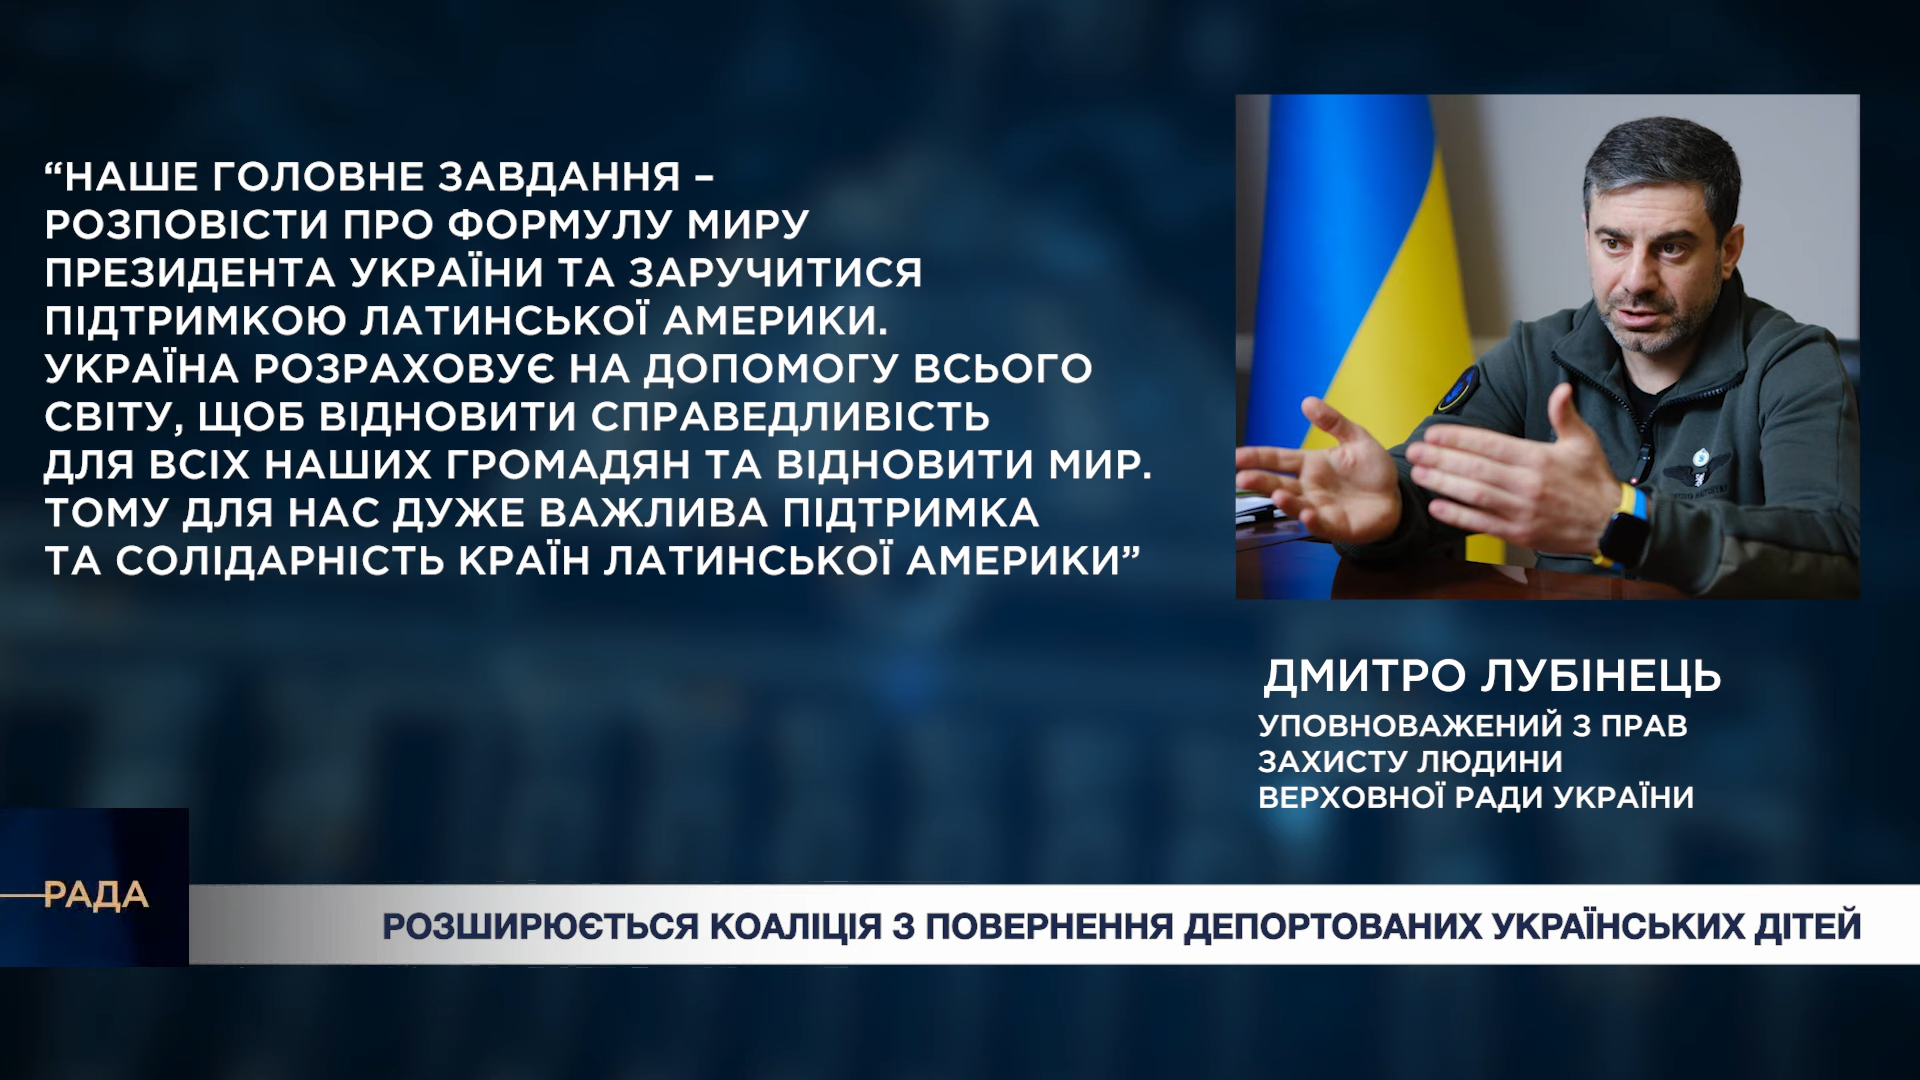 “НАШЕ ГОЛОВНЕ ЗАВДАННЯ –
РОЗПОВІСТИ ПРО ФОРМУЛУ МИРУ
ПРЕЗИДЕНТА УКРАЇНИ ТА ЗАРУЧИТИСЯ
ПІДТРИМКОЮ ЛАТИНСЬКОЇ АМЕРИКИ.
УКРАЇНА РОЗРАХОВУЄ НА ДОПОМОГУ ВСЬОГО
СВІТУ, ЩОБ ВІДНОВИТИ СПРАВЕДЛИВІСТЬ
ДЛЯ ВСІХ НАШИХ ГРОМАДЯН ТА ВІДНОВИТИ МИР.
ТОМУ ДЛЯ НАС ДУЖЕ ВАЖЛИВА ПІДТРИМКА
ТА СОЛІДАРНІСТЬ КРАЇН ЛАТИНСЬКОЇ АМЕРИКИ”
ДМИТРО ЛУБІНЕЦЬ
УПОВНОВАЖЕНИЙ З ПРАВ
ЗАХИСТУ ЛЮДИНИ
ВЕРХОВНОЇ РАДИ УКРАЇНИ
РАДА
РОЗШИРЮЄТЬСЯ КОАЛІЦІЯ З ПОВЕРНЕННЯ ДЕПОРТОВАНИХ УКРАЇНСЬКИХ ДІТЕЙ